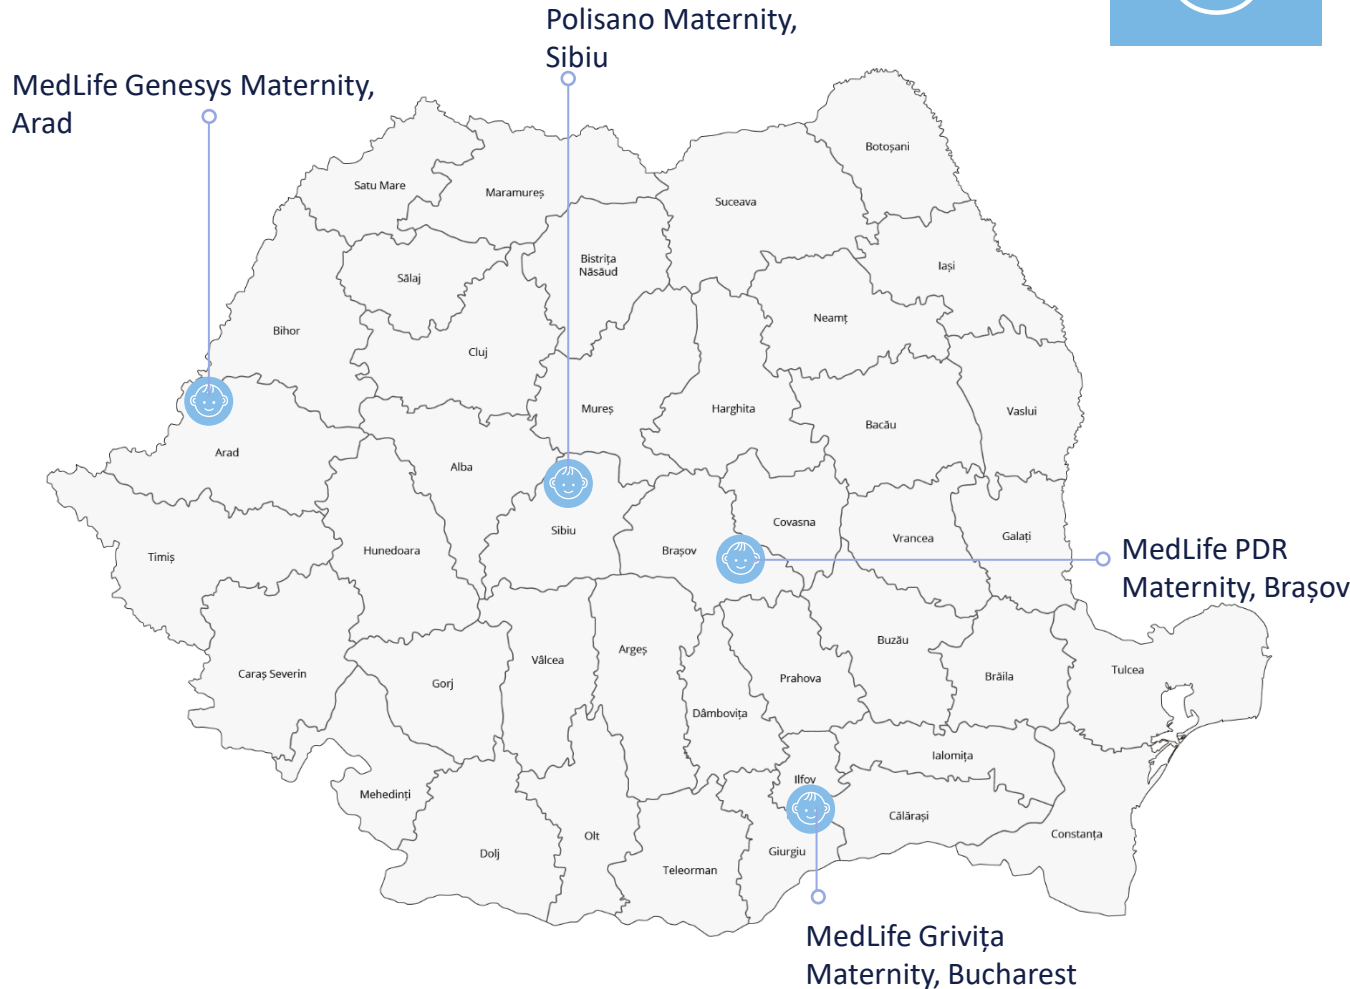 Polisano Maternity,
Sibiu
MedLife Genesys Maternity,
Arad
Botoșani
Satu Mare
Maramureș
Suceava
Bistrița
Năsăud
Iași
Sălaj
Neamț
Bihor
Cluj
Mureș
Harghita
Vaslui
Bacău
Arad
Alba
Sibiu
Covasna
Brașov
Vrancea
Galați
Hunedoara
Timiș
MedLife PDR
Maternity, Brașov
Buzău
Argeș
Vâlcea
Caraș Severin
Gorj
Prahova
Brăila
Tulcea
Dâmbovița
Ialomița
Ilfov
Mehedinți
Călărași
Constanța
Olt
Dolj
Giurgiu
Teleorman
MedLife Grivița
Maternity, Bucharest